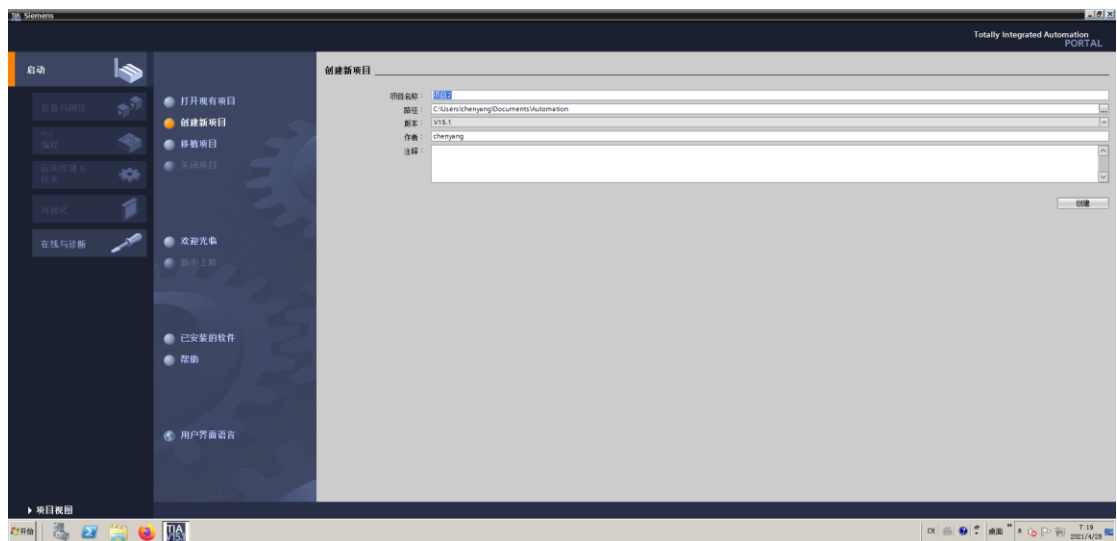 Siemens
Totally Integrated Automation
PORTAL
启动
设备与网络
PLC
编程
运动控制 &
技术
可视化
在线与诊断
打开现有项目
创建新项目
移植项目
关闭项目
欢迎光临
新手上路
已安装的软件
帮助
用户界面语言
创建新项目
项目名称：
项目2
路径：
C:\Users\chenyang\Documents\Automation
版本：
V15.1
作者：
chenyang
注释：
创建
项目视图
开始
TIA
V15.1
CH
桌面
7:19
2021/4/28